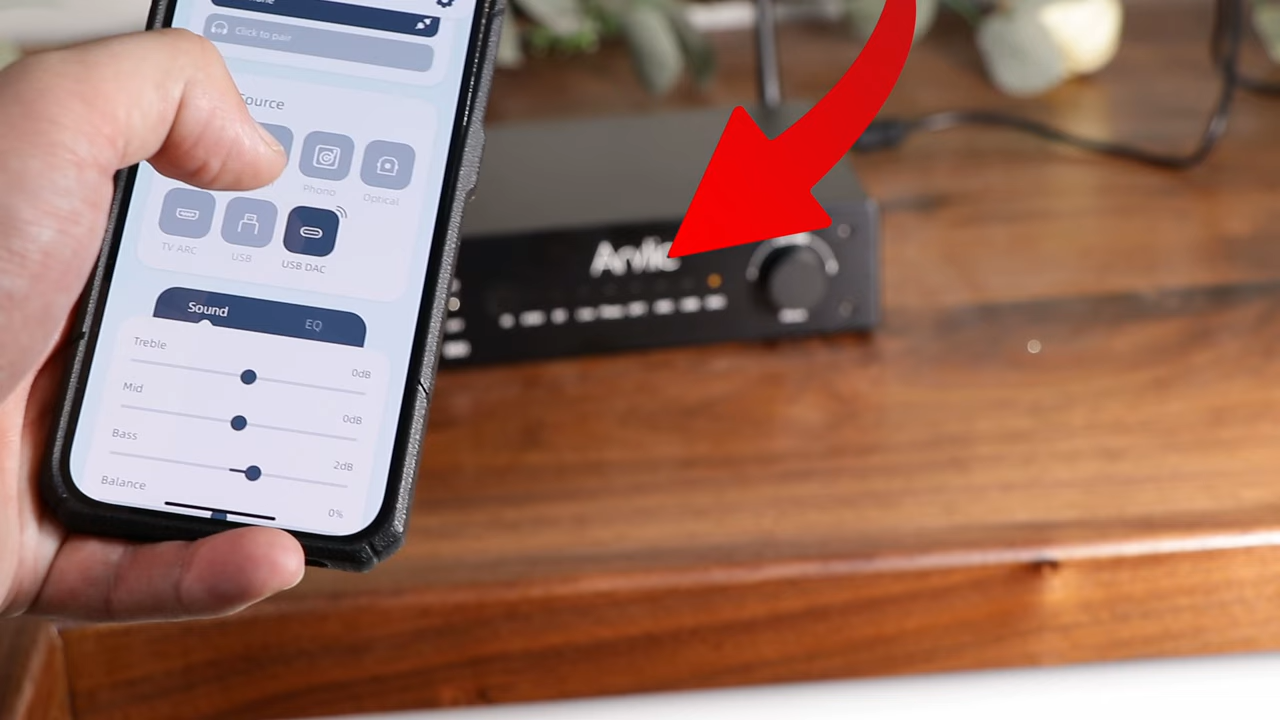 Click to pair
Source
Phono
Optical
TV ARC
USB
USB DAC
Sound
EQ
Treble
0dB
Mid
0dB
Bass
2dB
Balance
0%